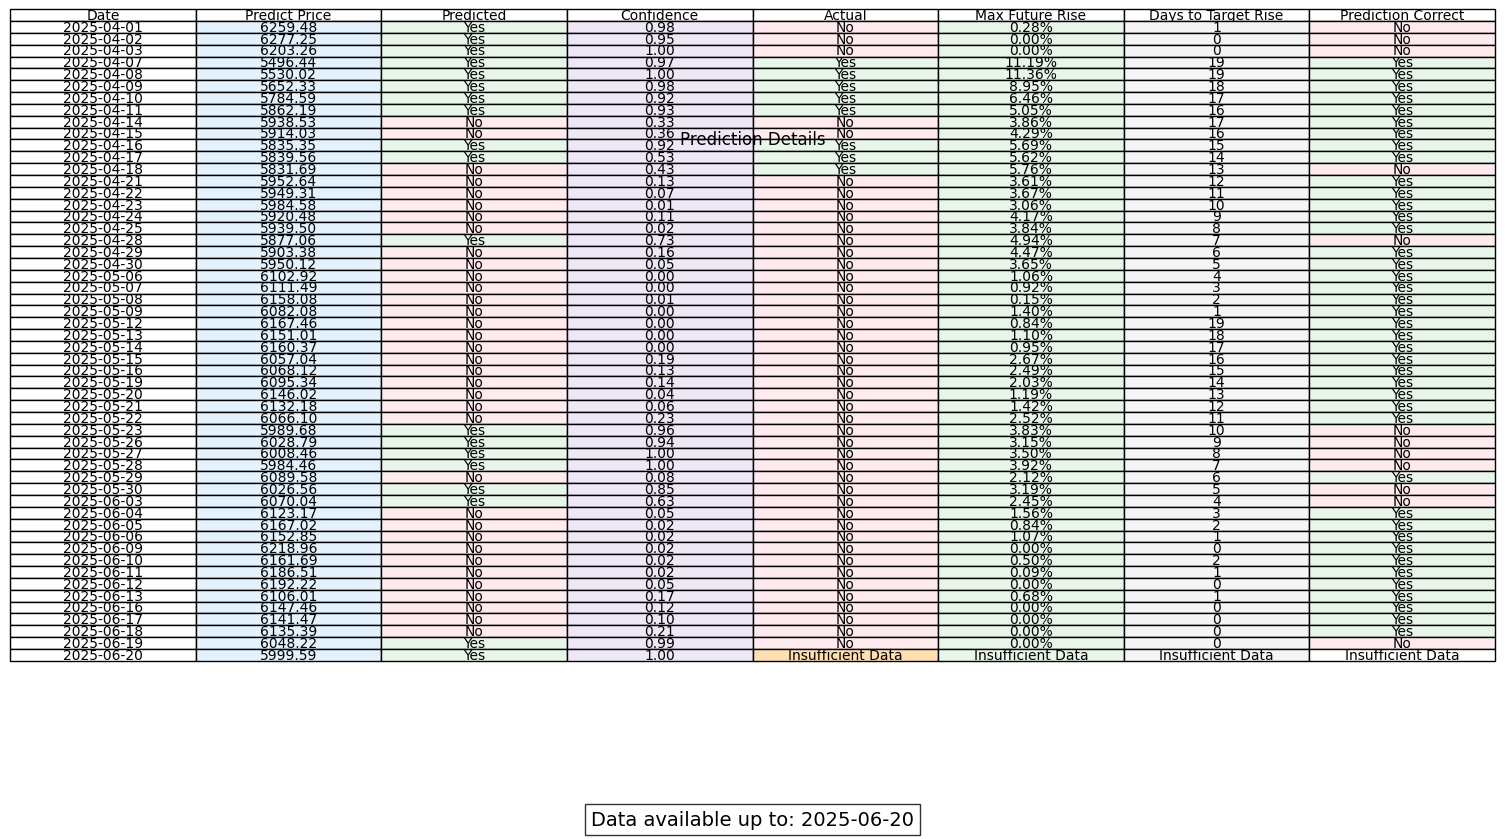 Date Predict Price Predicted Confidence Actual Max Future Rise Days to Target Rise Prediction Correct
2025-04-01 6259.48 Yes 0.98 No 0.28% 1 No
2025-04-02 6277.25 Yes 0.95 No 0.00% 0 No
2025-04-03 6203.26 Yes 1.00 No 0.00% 0 No
2025-04-07 5496.44 Yes 0.97 Yes 11.19% 19 Yes
2025-04-08 5530.02 Yes 1.00 Yes 11.36% 19 Yes
2025-04-09 5652.33 Yes 0.98 Yes 8.95% 18 Yes
2025-04-10 5784.59 Yes 0.92 Yes 6.46% 17 Yes
2025-04-11 5862.19 Yes 0.93 Yes 5.05% 16 Yes
2025-04-14 5938.53 No 0.33 No 3.86% 17 Yes
2025-04-15 5914.03 No 0.36 No 4.29% 16 Yes
Prediction Details
2025-04-16 5835.35 Yes 0.92 Yes 5.69% 15 Yes
2025-04-17 5839.56 Yes 0.53 Yes 5.62% 14 Yes
2025-04-18 5831.69 No 0.43 Yes 5.76% 13 No
2025-04-21 5952.64 No 0.13 No 3.61% 12 Yes
2025-04-22 5949.31 No 0.07 No 3.67% 11 Yes
2025-04-23 5984.58 No 0.01 No 3.06% 10 Yes
2025-04-24 5920.48 No 0.11 No 4.17% 9 Yes
2025-04-25 5939.50 No 0.02 No 3.84% 8 Yes
2025-04-28 5877.06 Yes 0.73 No 4.94% 7 No
2025-04-29 5903.38 No 0.16 No 4.47% 6 Yes
2025-04-30 5950.12 No 0.05 No 3.65% 5 Yes
2025-05-06 6102.92 No 0.00 No 1.06% 4 Yes
2025-05-07 6111.49 No 0.00 No 0.92% 3 Yes
2025-05-08 6158.08 No 0.01 No 0.15% 2 Yes
2025-05-09 6082.08 No 0.00 No 1.40% 1 Yes
2025-05-12 6167.46 No 0.00 No 0.84% 19 Yes
2025-05-13 6151.01 No 0.00 No 1.10% 18 Yes
2025-05-14 6160.37 No 0.00 No 0.95% 17 Yes
2025-05-15 6057.04 No 0.19 No 2.67% 16 Yes
2025-05-16 6068.12 No 0.13 No 2.49% 15 Yes
2025-05-19 6095.34 No 0.14 No 2.03% 14 Yes
2025-05-20 6146.02 No 0.04 No 1.19% 13 Yes
2025-05-21 6132.18 No 0.06 No 1.42% 12 Yes
2025-05-22 6066.10 No 0.23 No 2.52% 11 Yes
2025-05-23 5989.68 Yes 0.96 No 3.83% 10 No
2025-05-26 6028.79 Yes 0.94 No 3.15% 9 No
2025-05-27 6008.46 Yes 1.00 No 3.50% 8 No
2025-05-28 5984.46 Yes 1.00 No 3.92% 7 No
2025-05-29 6089.58 No 0.08 No 2.12% 6 Yes
2025-05-30 6026.56 Yes 0.85 No 3.19% 5 No
2025-06-03 6070.04 Yes 0.63 No 2.45% 4 No
2025-06-04 6123.17 No 0.05 No 1.56% 3 Yes
2025-06-05 6167.02 No 0.02 No 0.84% 2 Yes
2025-06-06 6152.85 No 0.02 No 1.07% 1 Yes
2025-06-09 6218.96 No 0.02 No 0.00% 0 Yes
2025-06-10 6161.69 No 0.02 No 0.50% 2 Yes
2025-06-11 6186.51 No 0.02 No 0.09% 1 Yes
2025-06-12 6192.22 No 0.05 No 0.00% 0 Yes
2025-06-13 6106.01 No 0.17 No 0.68% 1 Yes
2025-06-16 6147.46 No 0.12 No 0.00% 0 Yes
2025-06-17 6141.47 No 0.10 No 0.00% 0 Yes
2025-06-18 6135.39 No 0.21 No 0.00% 0 Yes
2025-06-19 6048.22 Yes 0.99 No 0.00% 0 No
2025-06-20 5999.59 Yes 1.00 Insufficient Data Insufficient Data Insufficient Data Insufficient Data
Data available up to: 2025-06-20